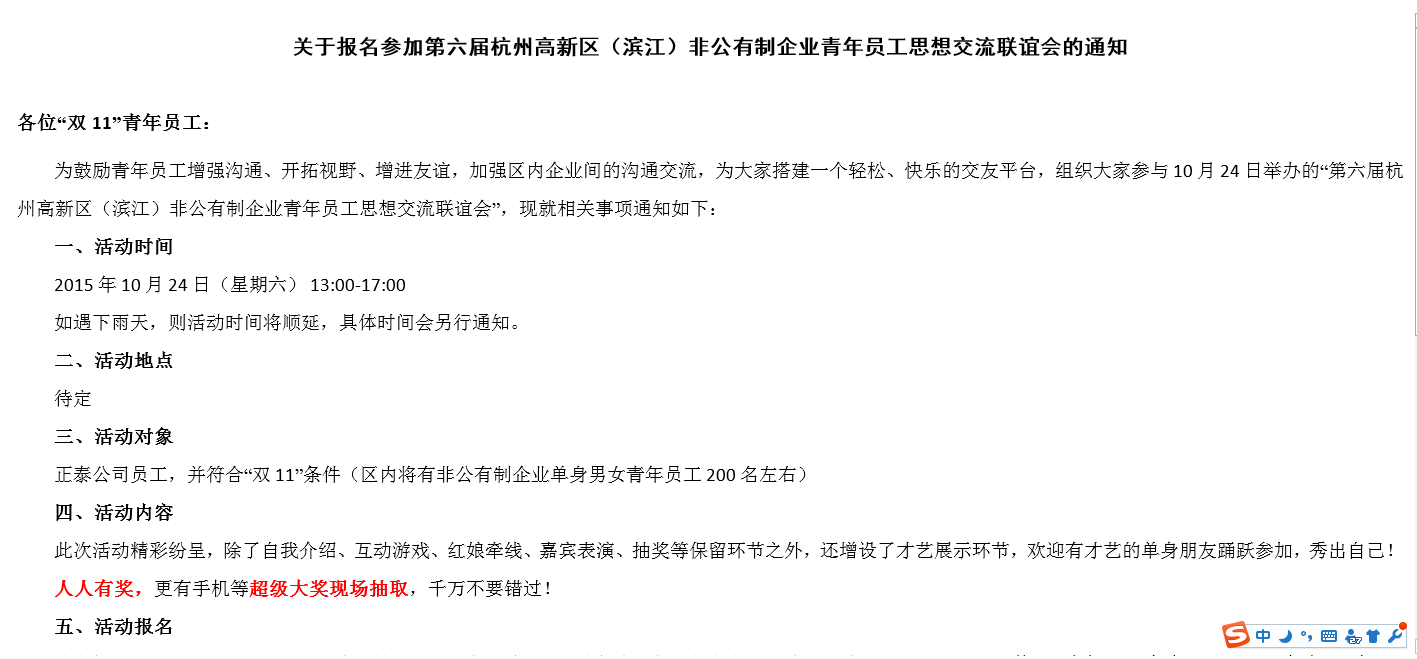 关于报名参加第六届杭州高新区（滨江）非公有制企业青年员工思想交流联谊会的通知
各位“双 11”青年员工：
为鼓励青年员工增强沟通、开拓视野、增进友谊，加强区内企业间的沟通交流，为大家搭建一个轻松、快乐的交友平台，组织大家参与 10 月 24 日举办的“第六届杭
州高新区（滨江）非公有制企业青年员工思想交流联谊会”，现就相关事项通知如下：
一、活动时间
2015 年 10 月 24 日（星期六） 13:00-17:00
如遇下雨天，则活动时间将顺延，具体时间会另行通知。
二、活动地点
待定
三、活动对象
正泰公司员工，并符合“双 11”条件（区内将有非公有制企业单身男女青年员工 200 名左右）
四、活动内容
此次活动精彩纷呈，除了自我介绍、互动游戏、红娘牵线、嘉宾表演、抽奖等保留环节之外，还增设了才艺展示环节，欢迎有才艺的单身朋友踊跃参加，秀出自己！
人人有奖，更有手机等超级大奖现场抽取，千万不要错过！
五、活动报名
中